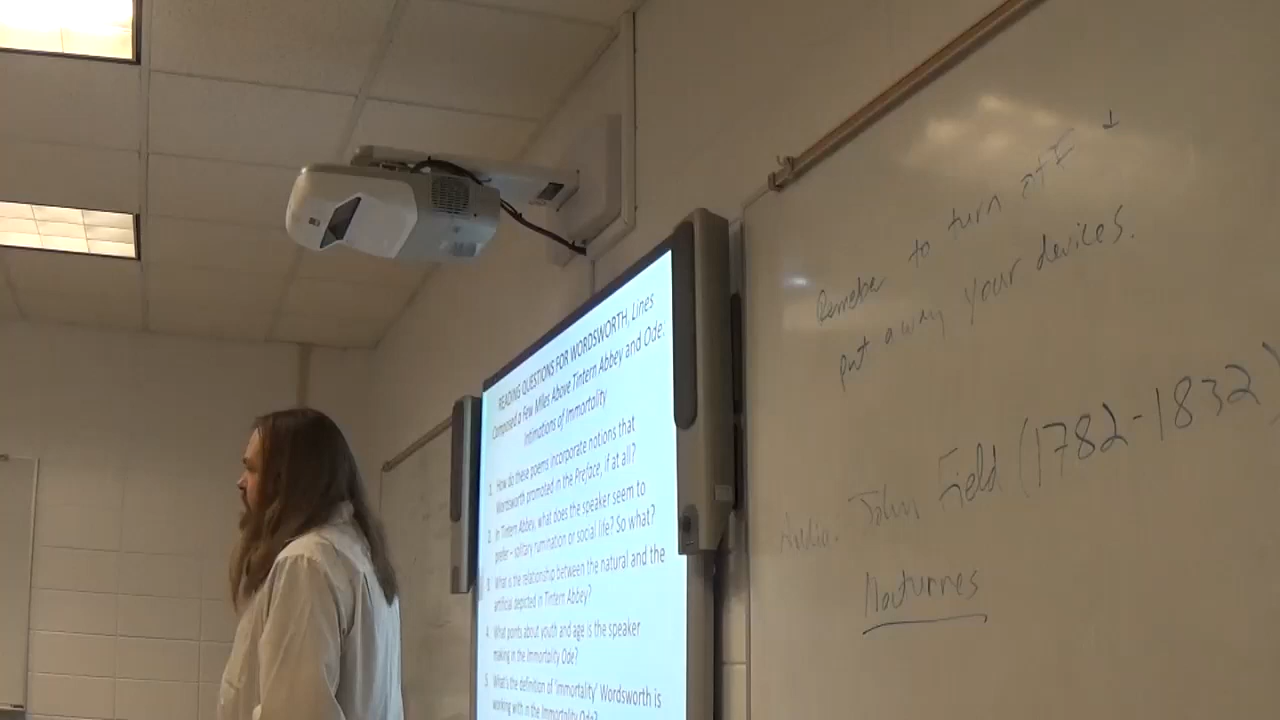 READING QUESTIONS FOR WORDSWORTH, Lines
Composed a Few Miles Above Tintern Abbey and Ode:
Intimations of Immortality
1. How do these poems incorporate notions that
Wordsworth promoted in the Preface, if at all?
2. In Tintern Abbey, what does the speaker seem to
prefer – solitary rumination or social life? So what?
3. What is the relationship between the natural and the
artificial depicted in Tintern Abbey?
4. What points about youth and age is the speaker
making in the Immortality Ode?
5. What's the definition of 'immortality' Wordsworth is
working with in the Immortality Ode?
to turn off ↓
put away your devices.
Audio. John Field (1782-1832)
Nocturnes